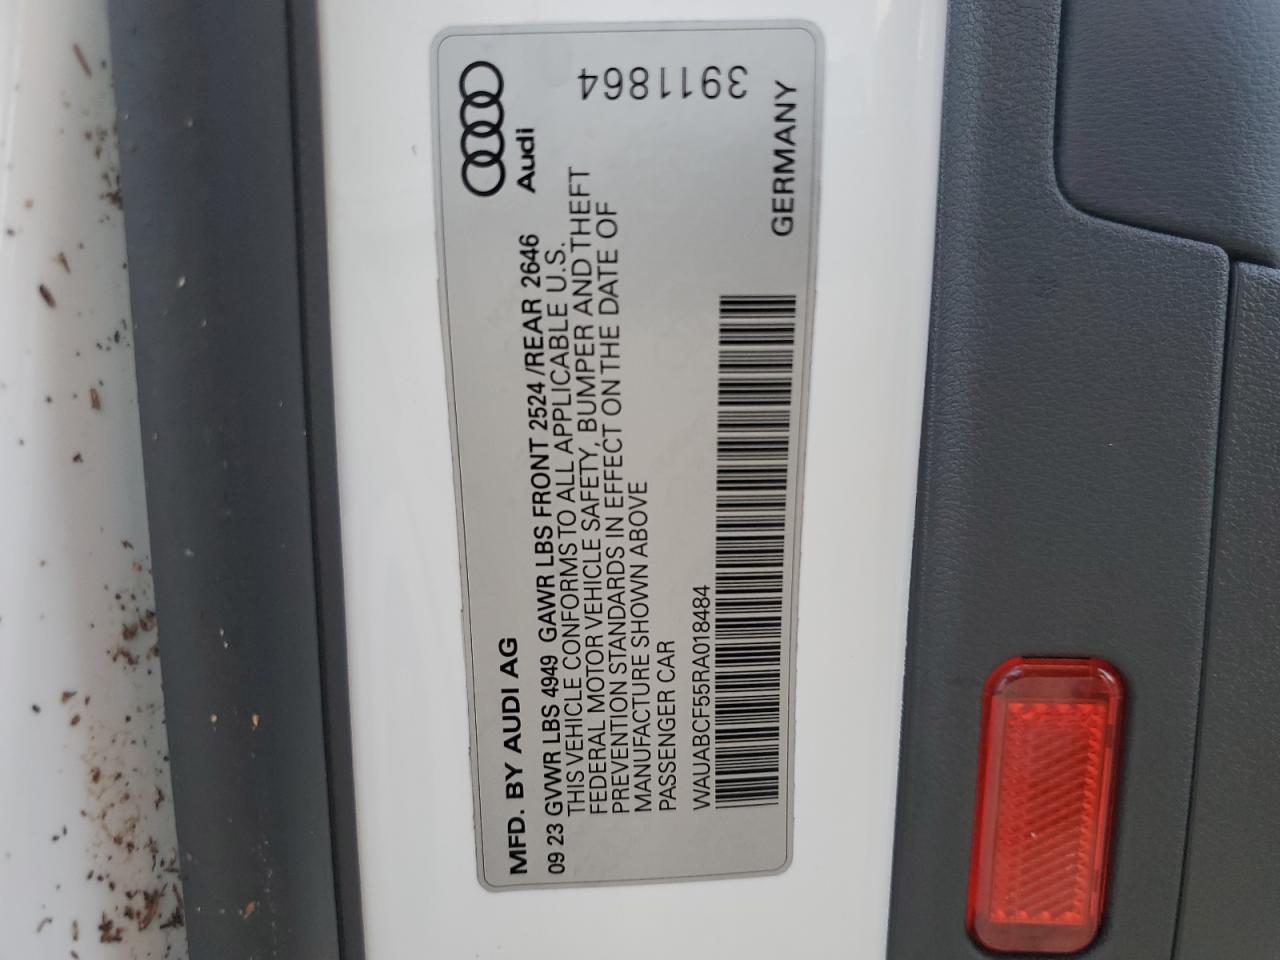 MFD. BY AUDI AG
Audi
09 23 GVWR LBS 4949 GAWR LBS FRONT 2524 /REAR 2646
THIS VEHICLE CONFORMS TO ALL APPLICABLE U.S.
FEDERAL MOTOR VEHICLE SAFETY, BUMPER AND THEFT
PREVENTION STANDARDS IN EFFECT ON THE DATE OF
MANUFACTURE SHOWN ABOVE
PASSENGER CAR
WAUABCF55RA018484
GERMANY
3911864